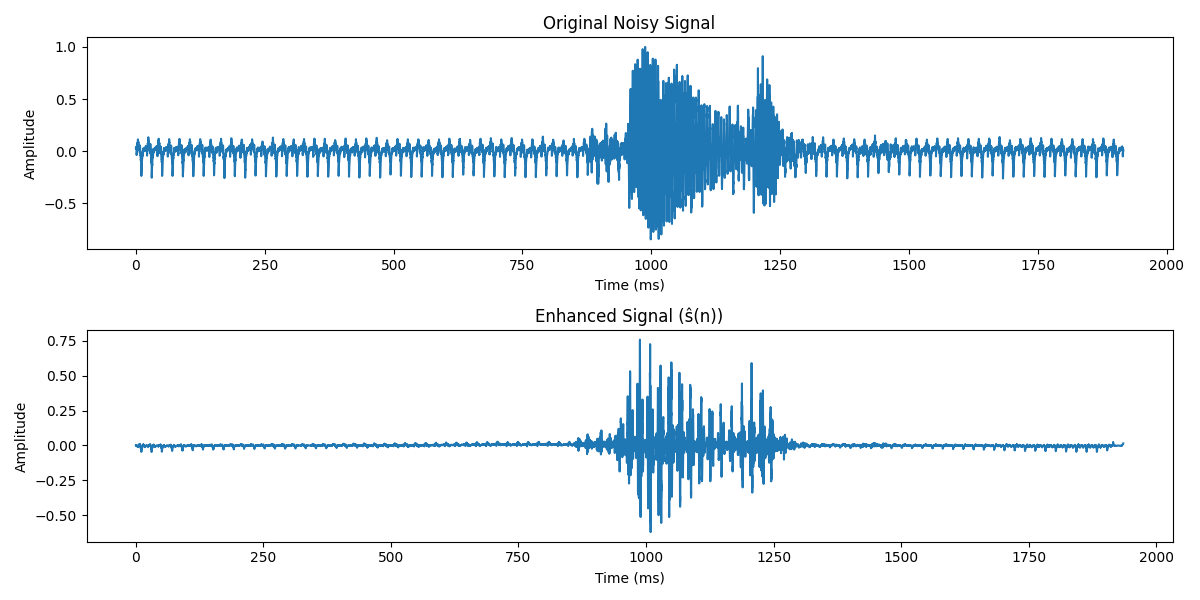 Original Noisy Signal
1.0
0.5
0.0
−0.5
Amplitude
0 250 500 750 1000 1250 1500 1750 2000
Time (ms)
Enhanced Signal (ŝ(n))
0.75
0.50
0.25
0.00
−0.25
−0.50
Amplitude
0 250 500 750 1000 1250 1500 1750 2000
Time (ms)